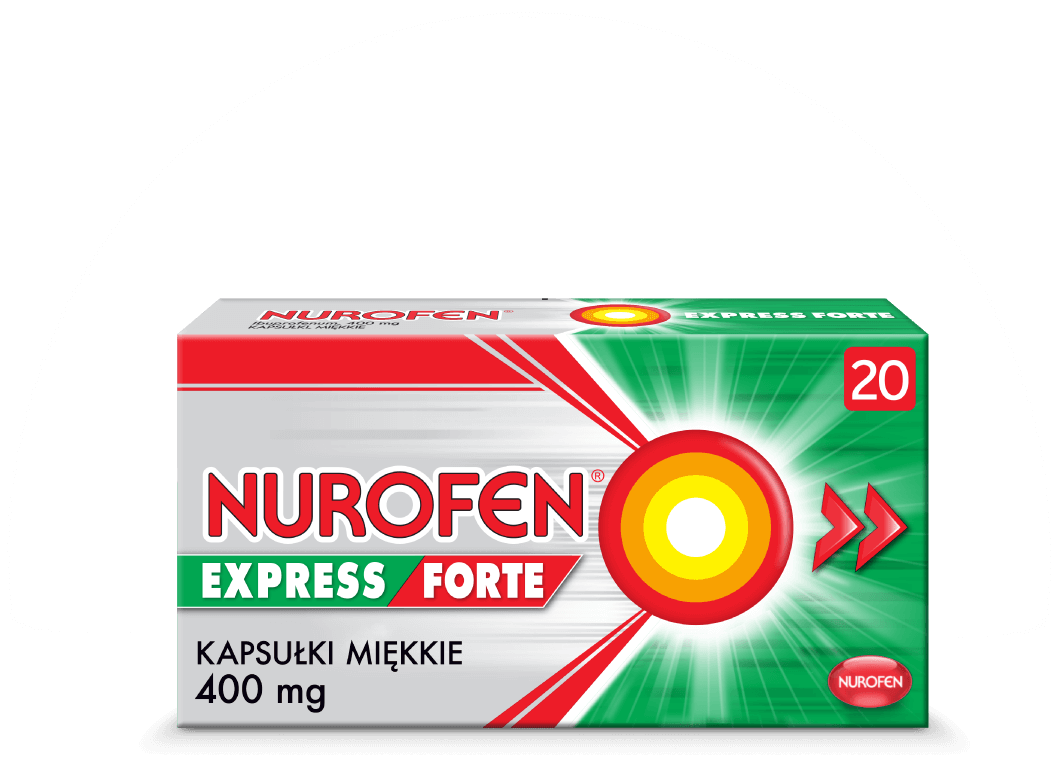 NUROFEN®
Ibuprofenum, 400 mg
KAPSUŁKI MIĘKKIE
EXPRESS FORTE
20
NUROFEN®
EXPRESS FORTE
KAPSUŁKI MIĘKKIE
400 mg
NUROFEN